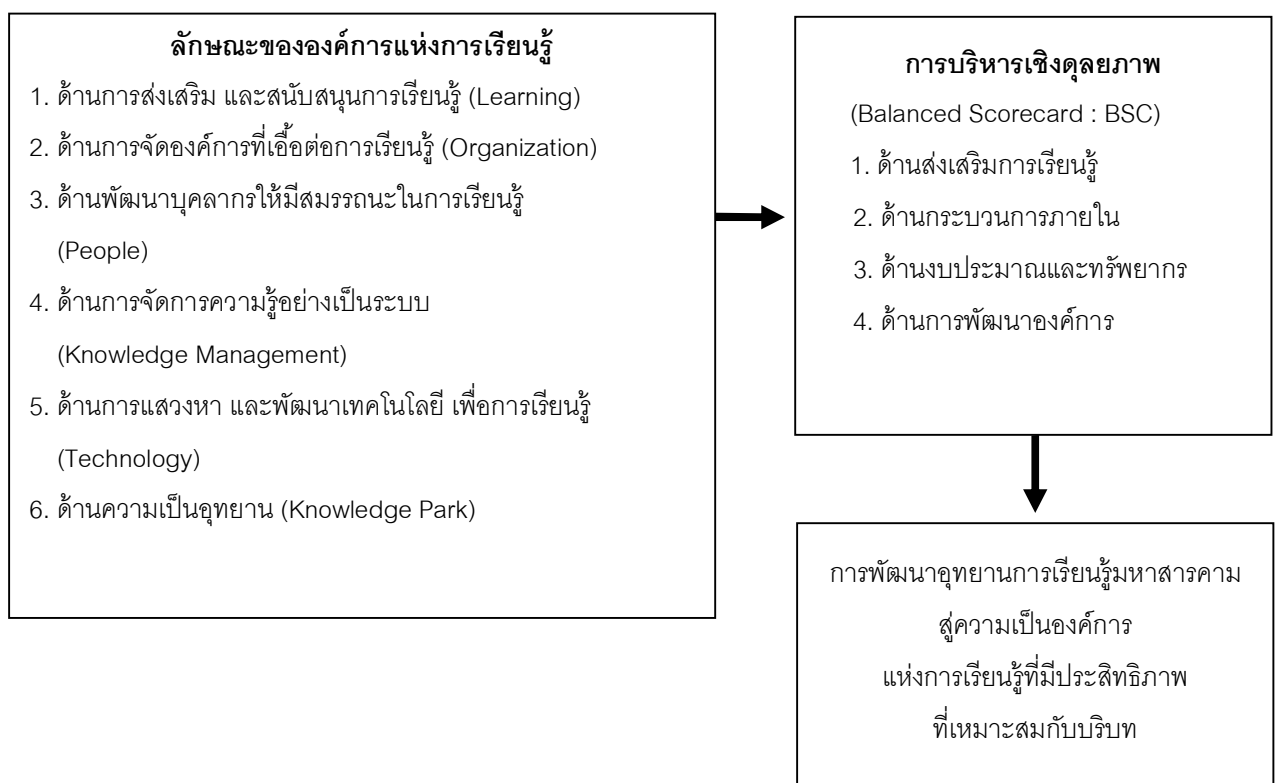 ลักษณะขององค์การแห่งการเรียนรู้
1. ด้านการส่งเสริม และสนับสนุนการเรียนรู้ (Learning)
2. ด้านการจัดองค์การที่เอื้อต่อการเรียนรู้ (Organization)
3. ด้านพัฒนาบุคลากรให้มีสมรรถนะในการเรียนรู้
(People)
4. ด้านการจัดการความรู้อย่างเป็นระบบ
(Knowledge Management)
5. ด้านการแสวงหา และพัฒนาเทคโนโลยี เพื่อการเรียนรู้
(Technology)
6. ด้านความเป็นอุทยาน (Knowledge Park)
การบริหารเชิงดุลยภาพ
(Balanced Scorecard : BSC)
1. ด้านส่งเสริมการเรียนรู้
2. ด้านกระบวนการภายใน
3. ด้านงบประมาณและทรัพยากร
4. ด้านการพัฒนาองค์การ
การพัฒนาอุทยานการเรียนรู้มหาสารคาม
สู่ความเป็นองค์การ
แห่งการเรียนรู้ที่มีประสิทธิภาพ
ที่เหมาะสมกับบริบท